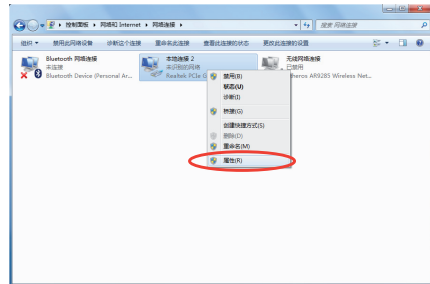 控制面板 ▸ 网络和 Internet ▸ 网络连接 ▸
搜索 网络连接
组织 禁用此网络设备 诊断这个连接 重命名此连接 查看此连接的状态 更改此连接的设置
Bluetooth 网络连接
未连接
Bluetooth Device (Personal Ar...
本地连接 2
未识别的网络
Realtek PCIe G
无线网络连接
已禁用
theros AR9285 Wireless Net...
禁用(B)
状态(U)
诊断(I)
桥接(G)
创建快捷方式(S)
删除(D)
重命名(M)
属性(R)